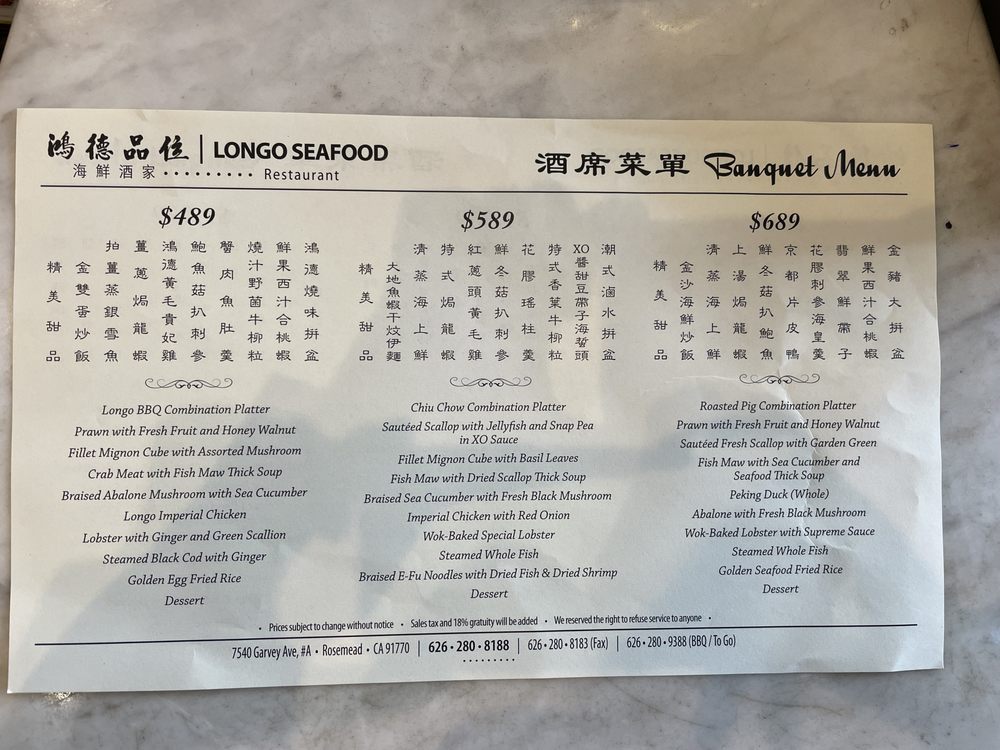 鴻德品位 | LONGO SEAFOOD
海鮮酒家 ········· Restaurant
酒席菜單 Banquet Menu
$489
鴻德燒味拼盆
鮮果西汁合桃蝦
燒汁野菌牛柳粒
蟹肉魚肚羹
鮑魚菇扒刺參
鴻德黃毛貴妃雞
薑蔥焗龍蝦
拍薑銀雪魚
金雙蛋炒飯
精美甜品
Longo BBQ Combination Platter
Prawn with Fresh Fruit and Honey Walnut
Fillet Mignon Cube with Assorted Mushroom
Crab Meat with Fish Maw Thick Soup
Braised Abalone Mushroom with Sea Cucumber
Longo Imperial Chicken
Lobster with Ginger and Green Scallion
Steamed Black Cod with Ginger
Golden Egg Fried Rice
Dessert
$589
潮式滷水拼盆
XO醬甜豆帶子海蜇頭
特式香葉牛柳粒
花膠瑤柱羹
鮮冬菇扒刺參
紅蔥頭黃毛雞
特式焗龍蝦
清蒸海上鮮
大地魚蝦干炆伊麵
精美甜品
Chiu Chow Combination Platter
Sautéed Scallop with Jellyfish and Snap Pea
in XO Sauce
Fillet Mignon Cube with Basil Leaves
Fish Maw with Dried Scallop Thick Soup
Braised Sea Cucumber with Fresh Black Mushroom
Imperial Chicken with Red Onion
Wok-Baked Special Lobster
Steamed Whole Fish
Braised E-Fu Noodles with Dried Fish & Dried Shrimp
Dessert
$689
金豬大拼盆
鮮果西汁合桃蝦
翡翠鮮帶子
花膠刺參海皇羹
京都片皮鴨
鮮冬菇扒鮑魚
上湯焗龍蝦
清蒸海上鮮
金沙海鮮炒飯
精美甜品
Roasted Pig Combination Platter
Prawn with Fresh Fruit and Honey Walnut
Sautéed Fresh Scallop with Garden Green
Fish Maw with Sea Cucumber and
Seafood Thick Soup
Peking Duck (Whole)
Abalone with Fresh Black Mushroom
Wok-Baked Lobster with Supreme Sauce
Steamed Whole Fish
Golden Seafood Fried Rice
Dessert
• Prices subject to change without notice • Sales tax and 18% gratuity will be added • We reserved the right to refuse service to anyone •
7540 Garvey Ave, #A • Rosemead • CA 91770 | 626 • 280 • 8188 | 626 • 280 • 8183 (Fax) | 626 • 280 • 9388 (BBQ / To Go)